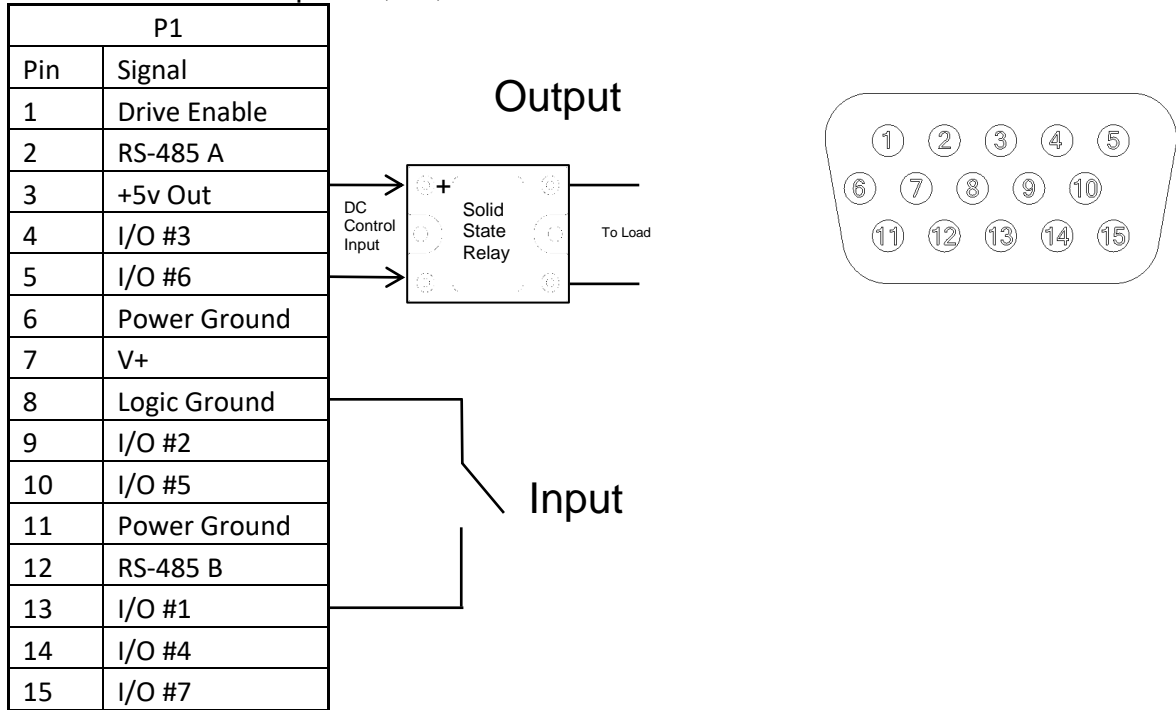 P1
Pin Signal
1 Drive Enable
2 RS-485 A
3 +5v Out
4 I/O #3
5 I/O #6
6 Power Ground
7 V+
8 Logic Ground
9 I/O #2
10 I/O #5
11 Power Ground
12 RS-485 B
13 I/O #1
14 I/O #4
15 I/O #7
Output
DC
Control
Input
+
Solid
State
Relay
To Load
Input
1 2 3 4 5
6 7 8 9 10
11 12 13 14 15